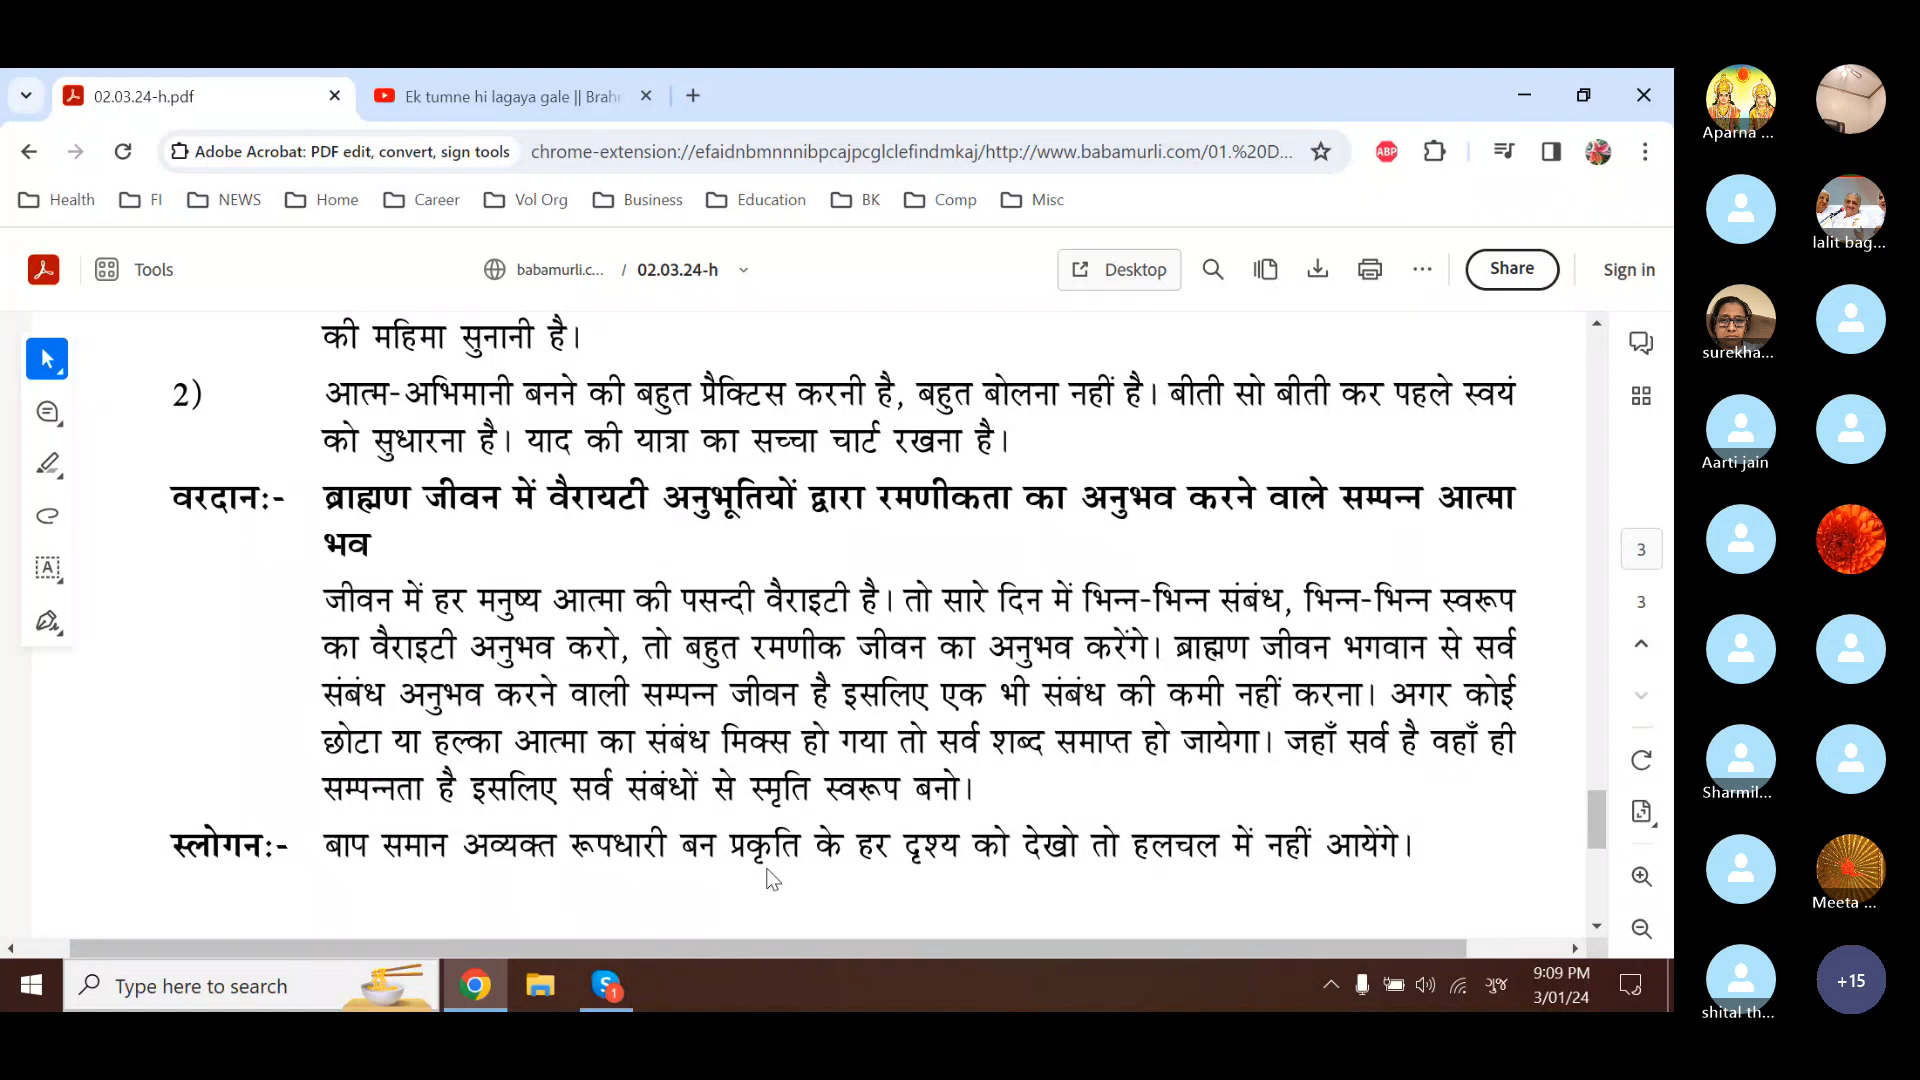 02.03.24-h.pdf
Ek tumne hi lagaya gale || Brahm
Adobe Acrobat: PDF edit, convert, sign tools
chrome-extension://efaidnbmnnnibpcajpcglclefindmkaj/http://www.babamurli.com/01.%20D...
ABP
Health
FI
NEWS
Home
Career
Vol Org
Business
Education
BK
Comp
Misc
Tools
babamurli.c... / 02.03.24-h
Desktop
Share
Sign in
की महिमा सुनानी है।
2) आत्म-अभिमानी बनने की बहुत प्रैक्टिस करनी है, बहुत बोलना नहीं है। बीती सो बीती कर पहले स्वयं
को सुधारना है। याद की यात्रा का सच्चा चार्ट रखना है।
वरदान:- ब्राह्मण जीवन में वैरायटी अनुभूतियों द्वारा रमणीकता का अनुभव करने वाले सम्पन्न आत्मा
भव
जीवन में हर मनुष्य आत्मा की पसन्दी वैराइटी है। तो सारे दिन में भिन्न-भिन्न संबंध, भिन्न-भिन्न स्वरूप
का वैराइटी अनुभव करो, तो बहुत रमणीक जीवन का अनुभव करेंगे। ब्राह्मण जीवन भगवान से सर्व
संबंध अनुभव करने वाली सम्पन्न जीवन है इसलिए एक भी संबंध की कमी नहीं करना। अगर कोई
छोटा या हल्का आत्मा का संबंध मिक्स हो गया तो सर्व शब्द समाप्त हो जायेगा। जहाँ सर्व है वहाँ ही
सम्पन्नता है इसलिए सर्व संबंधों से स्मृति स्वरूप बनो।
स्लोगन:- बाप समान अव्यक्त रूपधारी बन प्रकृति के हर दृश्य को देखो तो हलचल में नहीं आयेंगे।
3
3
Type here to search
1
ગુજ
9:09 PM
3/01/24
Aparna ...
lalit bag...
surekha...
Aarti jain
Sharmil...
Meeta ...
shital th...
+15